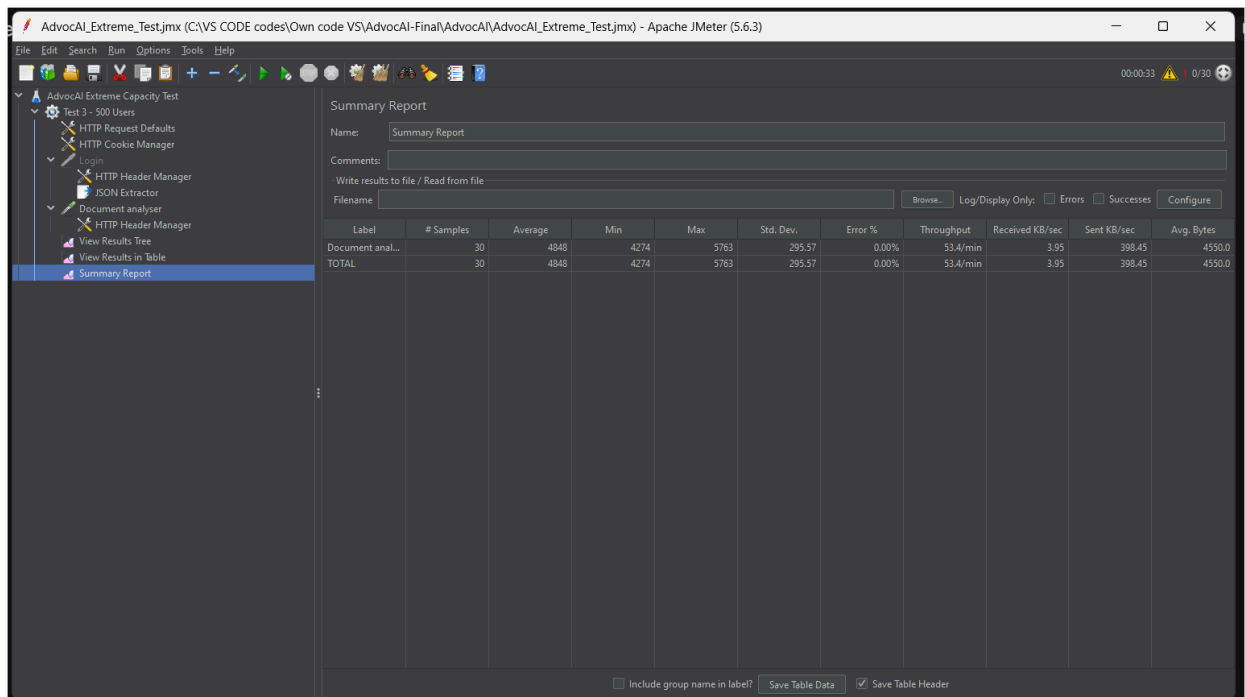 AdvocAI_Extreme_Test.jmx (C:\VS CODE codes\Own code VS\AdvocAI-Final\AdvocAI\AdvocAI_Extreme_Test.jmx) - Apache JMeter (5.6.3)
File Edit Search Run Options Tools Help
00:00:33 1 0/30
AdvocAI Extreme Capacity Test
Test 3 - 500 Users
HTTP Request Defaults
HTTP Cookie Manager
Login
HTTP Header Manager
JSON Extractor
Document analyser
HTTP Header Manager
View Results Tree
View Results in Table
Summary Report
Summary Report
Name: Summary Report
Comments:
Write results to file / Read from file
Filename Browse... Log/Display Only: Errors Successes Configure
Label # Samples Average Min Max Std. Dev. Error % Throughput Received KB/sec Sent KB/sec Avg. Bytes
Document anal... 30 4848 4274 5763 295.57 0.00% 53.4/min 3.95 398.45 4550.0
TOTAL 30 4848 4274 5763 295.57 0.00% 53.4/min 3.95 398.45 4550.0
Include group name in label? Save Table Data Save Table Header